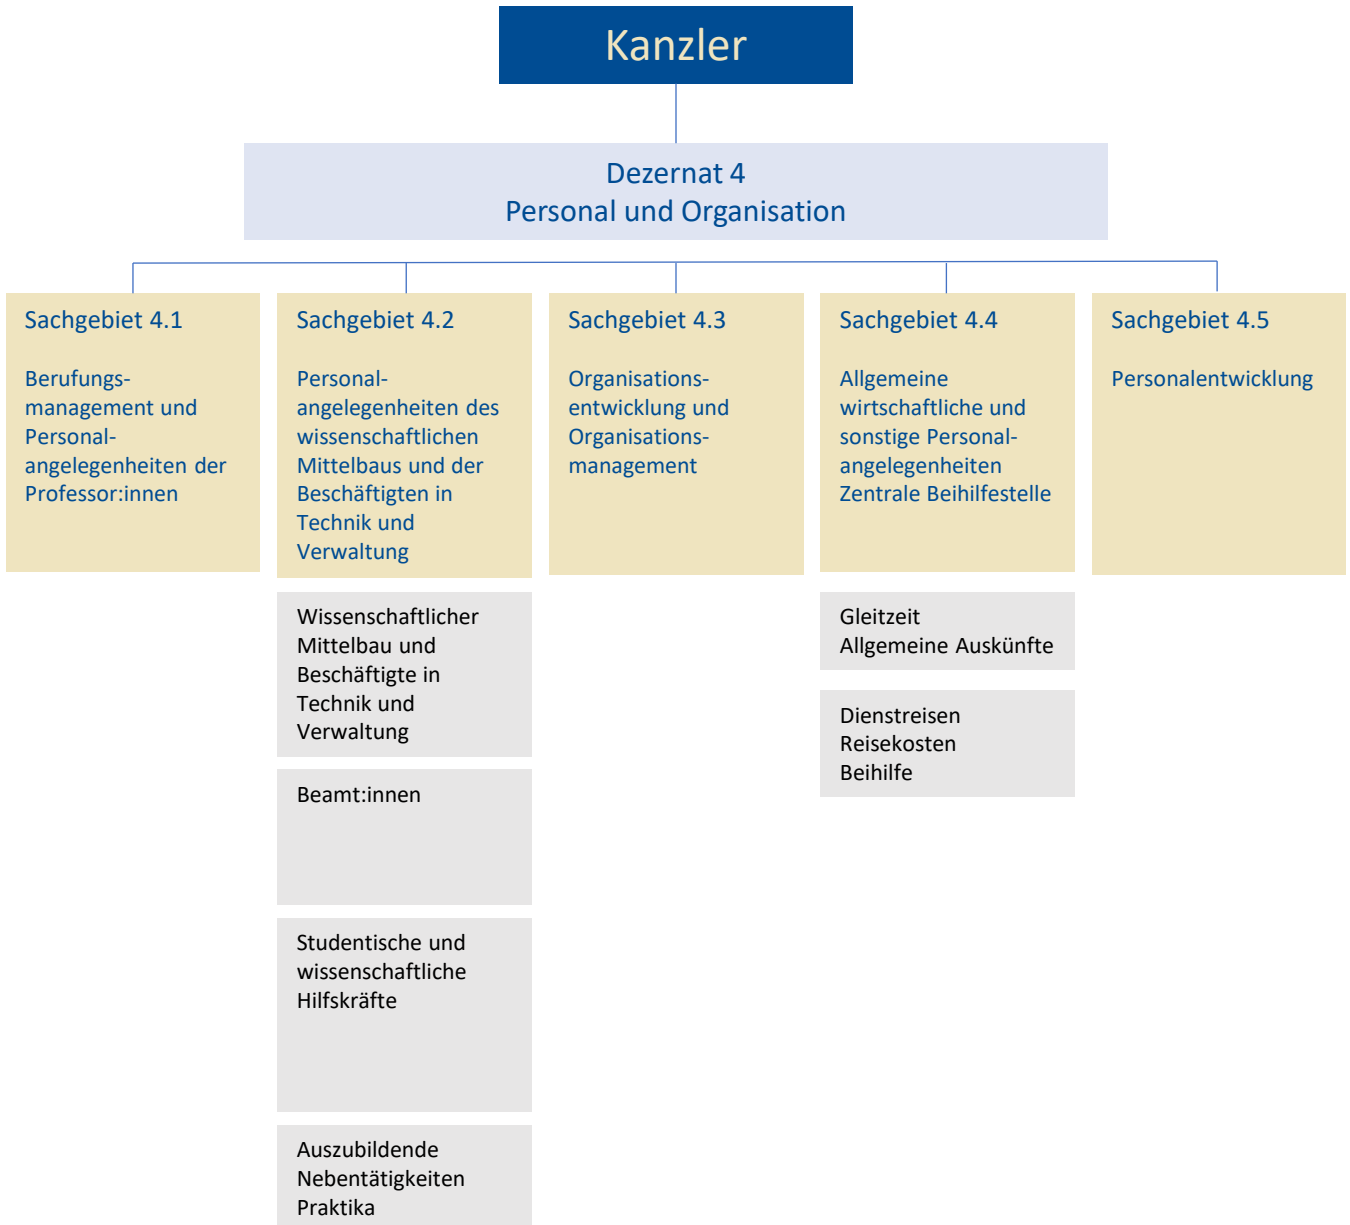 Kanzler
Dezernat 4
Personal und Organisation
Sachgebiet 4.1
Berufungs-
management und
Personal-
angelegenheiten der
Professor:innen
Sachgebiet 4.2
Personal-
angelegenheiten des
wissenschaftlichen
Mittelbaus und der
Beschäftigten in
Technik und
Verwaltung
Wissenschaftlicher
Mittelbau und
Beschäftigte in
Technik und
Verwaltung
Beamt:innen
Studentische und
wissenschaftliche
Hilfskräfte
Auszubildende
Nebentätigkeiten
Praktika
Sachgebiet 4.3
Organisations-
entwicklung und
Organisations-
management
Sachgebiet 4.4
Allgemeine
wirtschaftliche und
sonstige Personal-
angelegenheiten
Zentrale Beihilfestelle
Gleitzeit
Allgemeine Auskünfte
Dienstreisen
Reisekosten
Beihilfe
Sachgebiet 4.5
Personalentwicklung